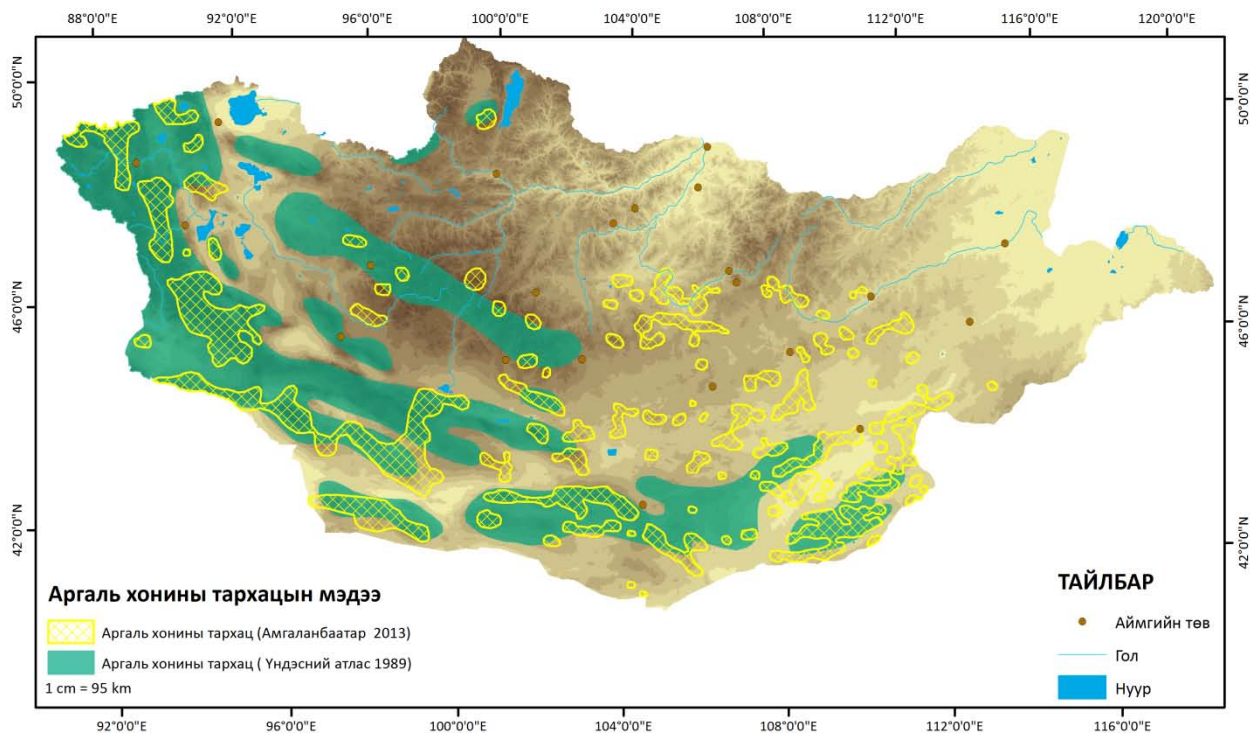 88°0'0"E 92°0'0"E 96°0'0"E 100°0'0"E 104°0'0"E 108°0'0"E 112°0'0"E 116°0'0"E 120°0'0"E
50°0'0"N 50°0'0"N
46°0'0"N 46°0'0"N
42°0'0"N 42°0'0"N
Аргаль хонины тархацын мэдээ
Аргаль хонины тархац (Амгаланбаатар 2013)
Аргаль хонины тархац ( Үндэсний атлас 1989)
1 cm = 95 km
ТАЙЛБАР
Аймгийн төв
Гол
Нуур
92°0'0"E 96°0'0"E 100°0'0"E 104°0'0"E 108°0'0"E 112°0'0"E 116°0'0"E